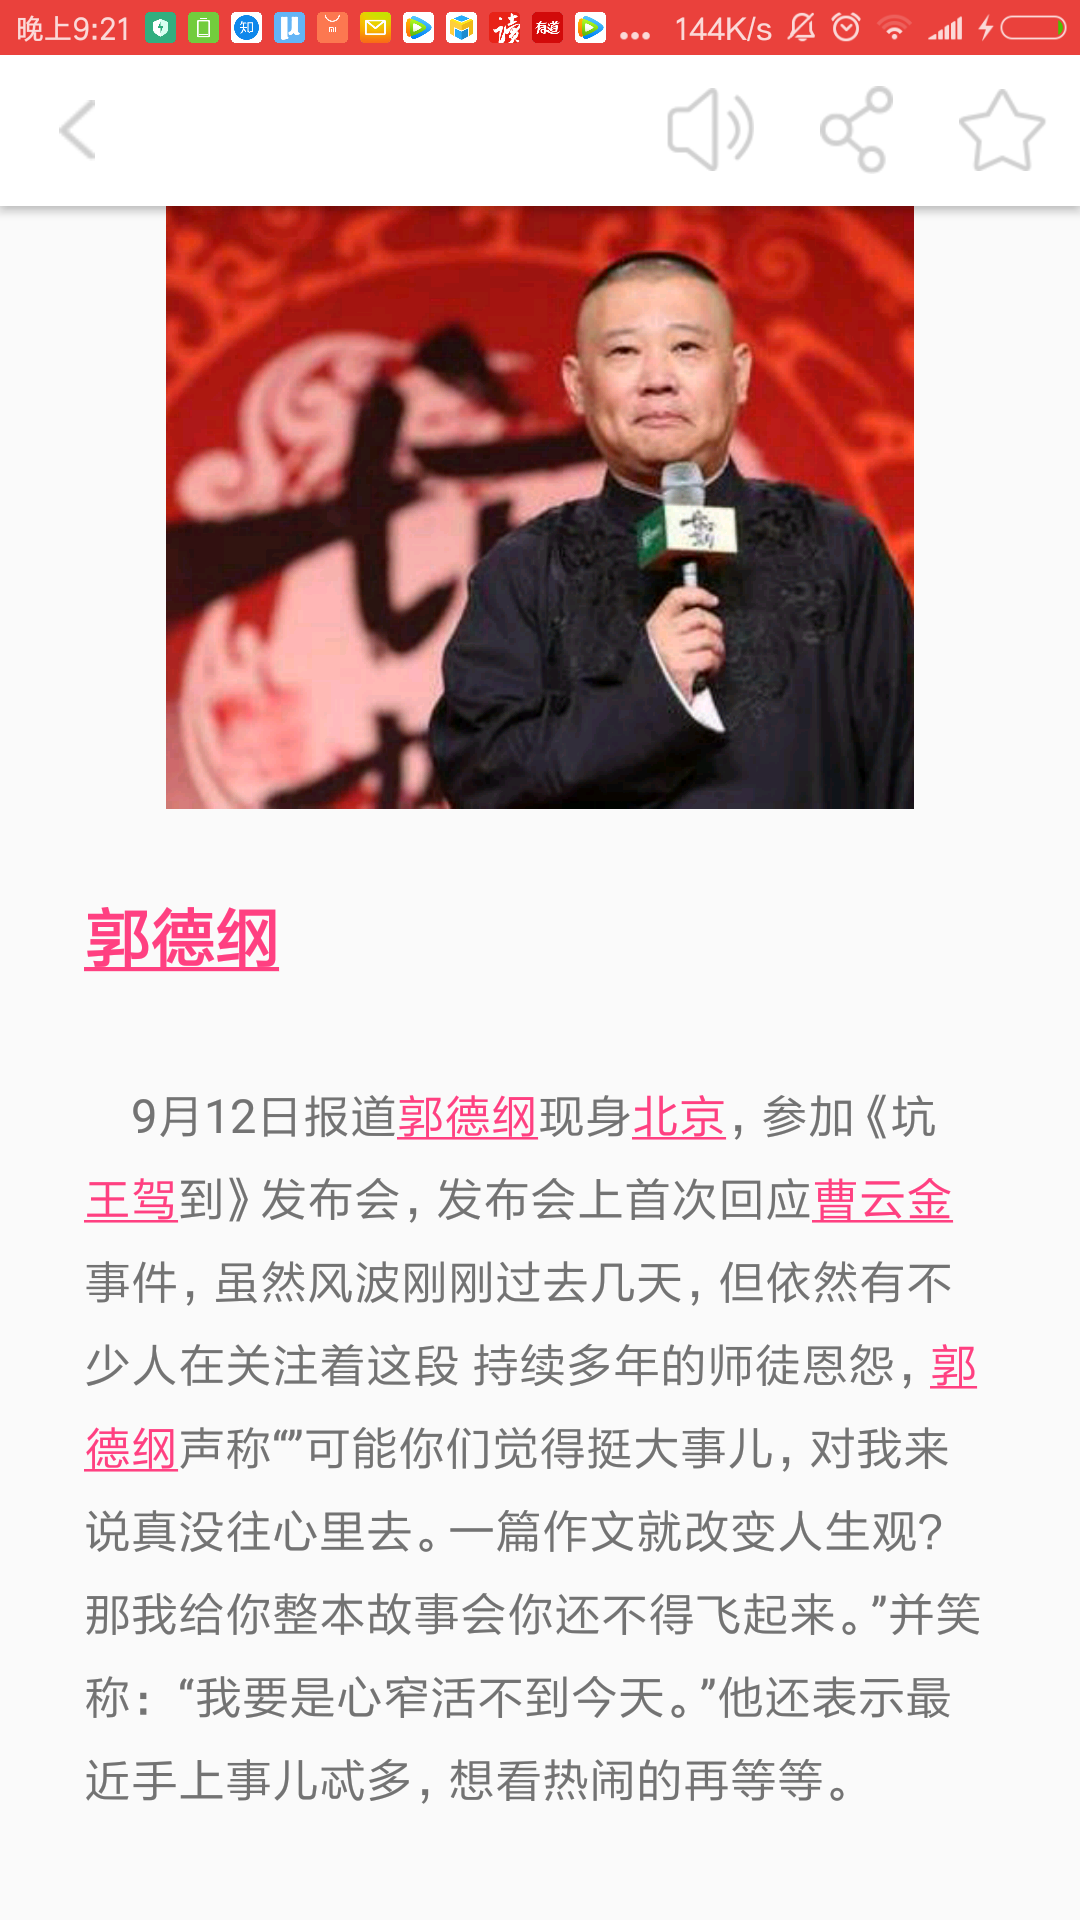 晚上9:21
知
μ
mi
读
有道
...
144K/s
郭德纲
9月12日报道郭德纲现身北京,参加《坑
王驾到》发布会,发布会上首次回应曹云金
事件,虽然风波刚刚过去几天,但依然有不
少人在关注着这段 持续多年的师徒恩怨,郭
德纲声称“”可能你们觉得挺大事儿,对我来
说真没往心里去。一篇作文就改变人生观?
那我给你整本故事会你还不得飞起来。”并笑
称:“我要是心窄活不到今天。”他还表示最
近手上事儿忒多,想看热闹的再等等。